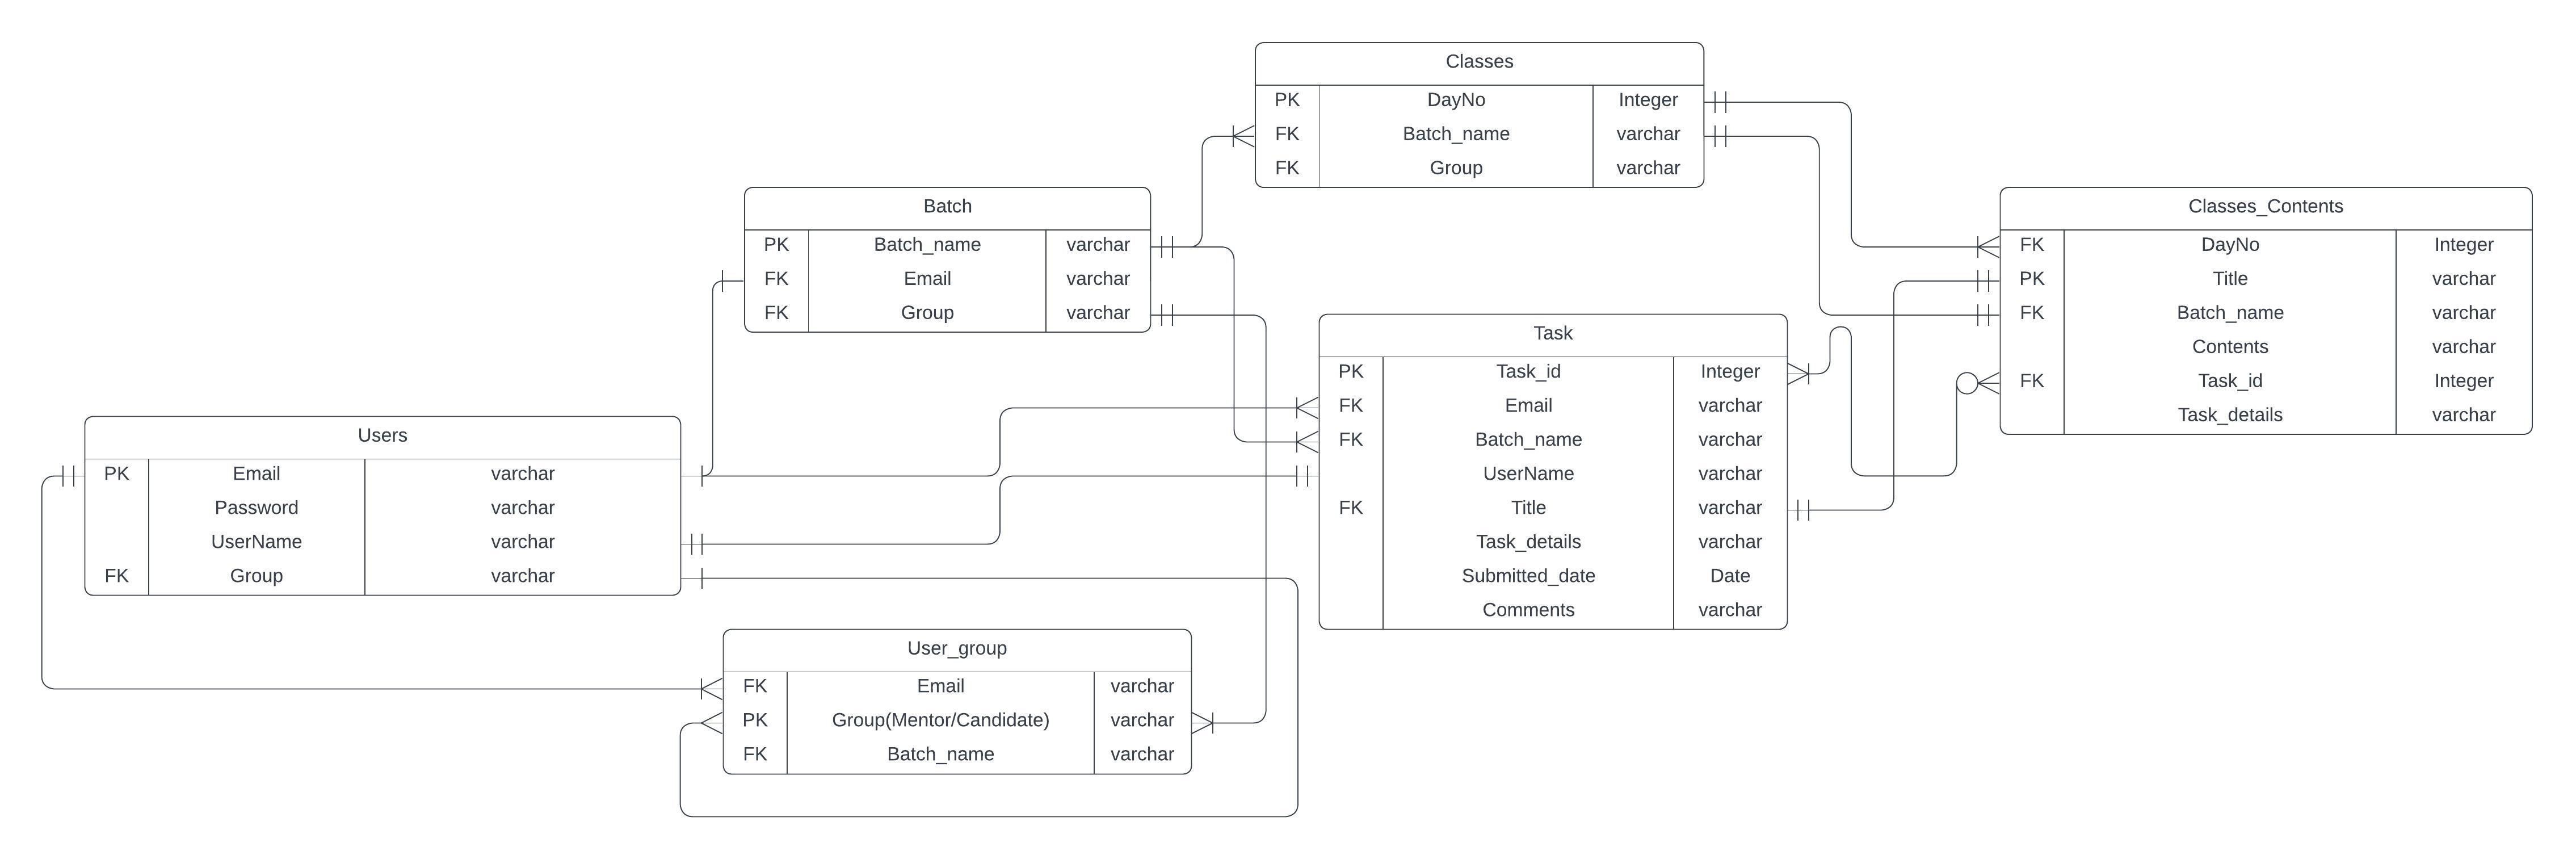 Classes
PK DayNo Integer
FK Batch_name varchar
FK Group varchar
Batch
PK Batch_name varchar
FK Email varchar
FK Group varchar
Classes_Contents
FK DayNo Integer
PK Title varchar
FK Batch_name varchar
Contents varchar
FK Task_id Integer
Task_details varchar
Task
PK Task_id Integer
FK Email varchar
FK Batch_name varchar
UserName varchar
FK Title varchar
Task_details varchar
Submitted_date Date
Comments varchar
Users
PK Email varchar
Password varchar
UserName varchar
FK Group varchar
User_group
FK Email varchar
PK Group(Mentor/Candidate) varchar
FK Batch_name varchar